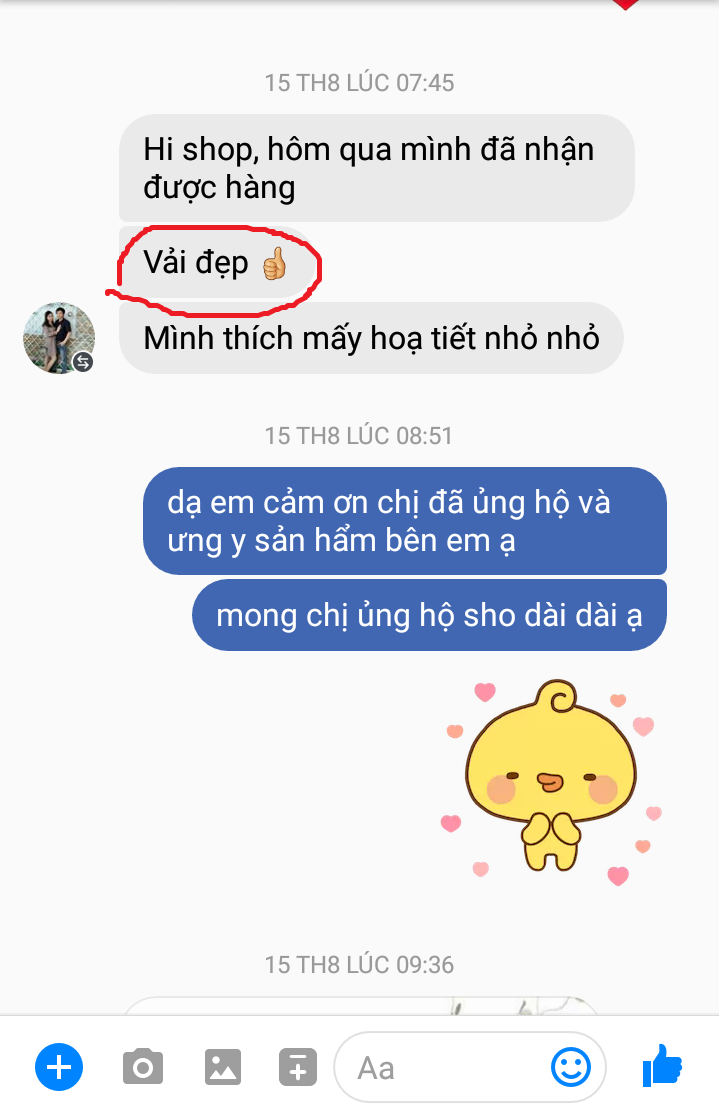 15 TH8 LÚC 07:45
Hi shop, hôm qua mình đã nhận
được hàng
Vải đẹp 👍
Mình thích mấy hoạ tiết nhỏ nhỏ
15 TH8 LÚC 08:51
dạ em cảm ơn chị đã ủng hộ và
ưng y sản hẩm bên em ạ
mong chị ủng hộ sho dài dài ạ
15 TH8 LÚC 09:36
Aa